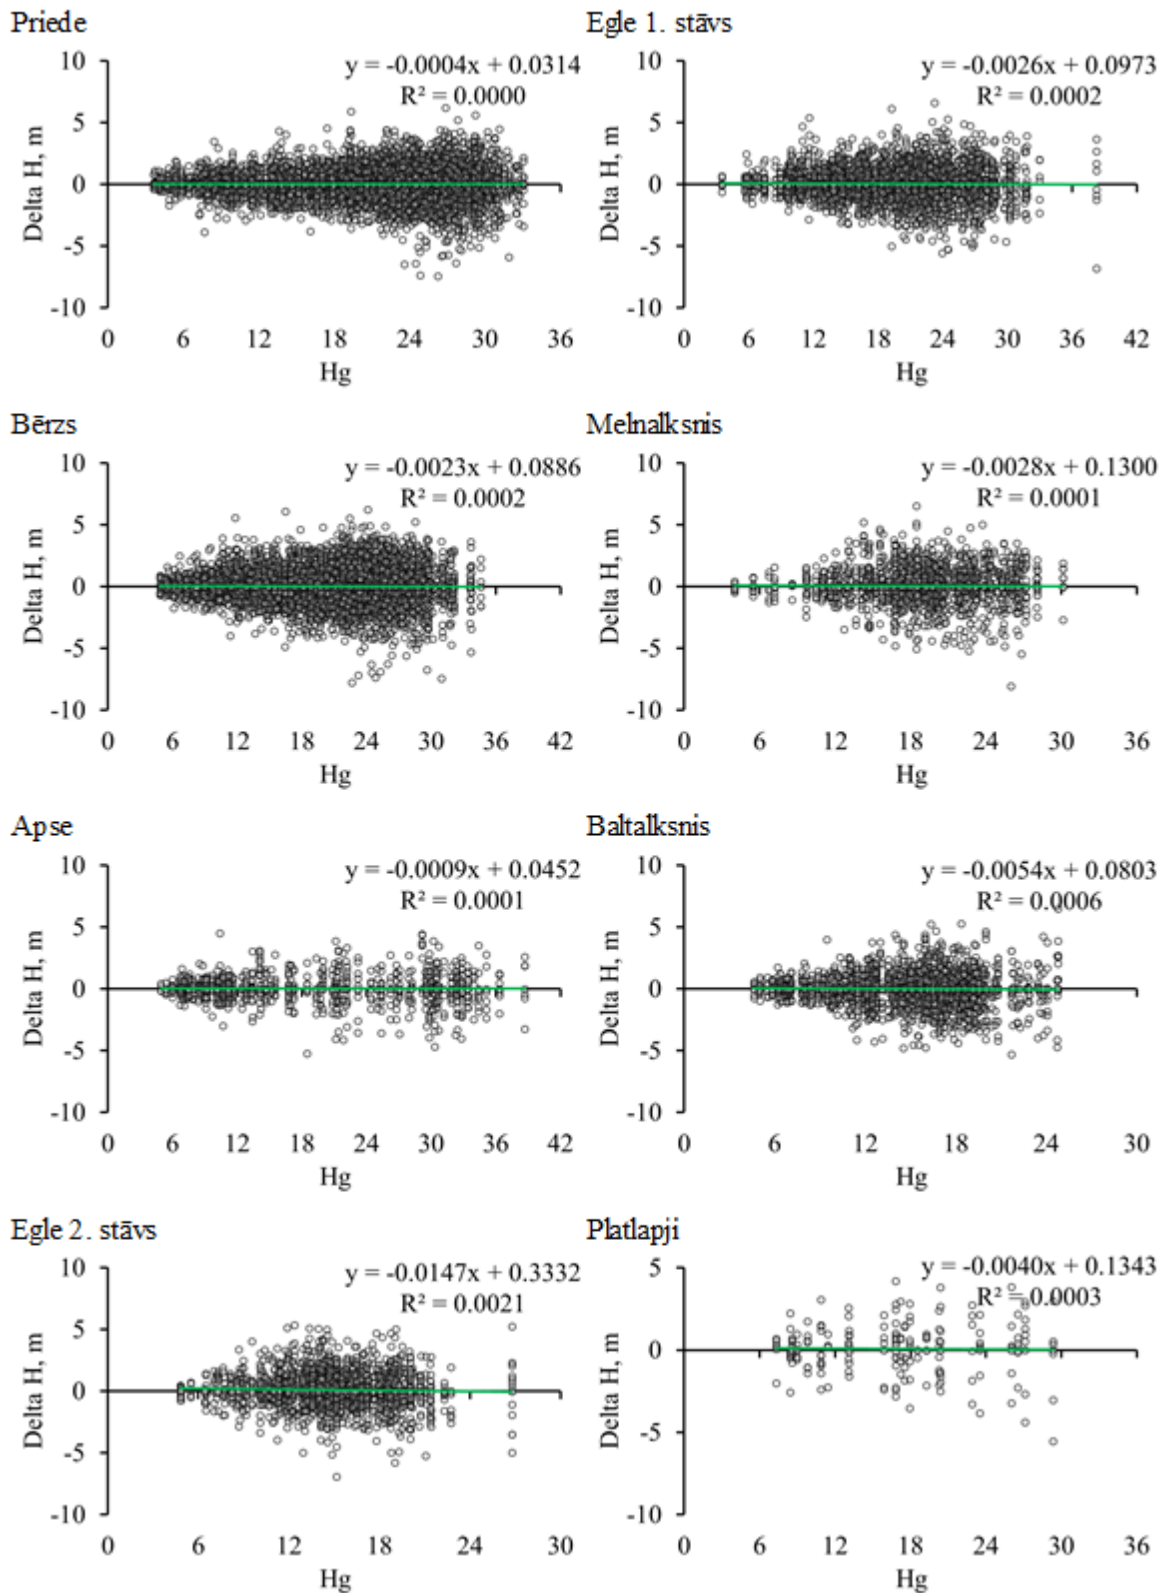 Priede
y = -0.0004x + 0.0314
R² = 0.0000
Delta H, m
10
5
0
-5
-10
0 6 12 18 24 30 36
Hg
Egle 1. stāvs
y = -0.0026x + 0.0973
R² = 0.0002
Delta H, m
10
5
0
-5
-10
0 6 12 18 24 30 36 42
Hg
Bērzs
y = -0.0023x + 0.0886
R² = 0.0002
Delta H, m
10
5
0
-5
-10
0 6 12 18 24 30 36 42
Hg
Melnalksnis
y = -0.0028x + 0.1300
R² = 0.0001
Delta H, m
10
5
0
-5
-10
0 6 12 18 24 30 36
Hg
Apse
y = -0.0009x + 0.0452
R² = 0.0001
Delta H, m
10
5
0
-5
-10
0 6 12 18 24 30 36 42
Hg
Baltalksnis
y = -0.0054x + 0.0803
R² = 0.0006
Delta H, m
10
5
0
-5
-10
0 6 12 18 24 30
Hg
Egle 2. stāvs
y = -0.0147x + 0.3332
R² = 0.0021
Delta H, m
10
5
0
-5
-10
0 6 12 18 24 30
Hg
Platlapji
y = -0.0040x + 0.1343
R² = 0.0003
Delta H, m
5
0
-5
-10
0 6 12 18 24 30 36
Hg